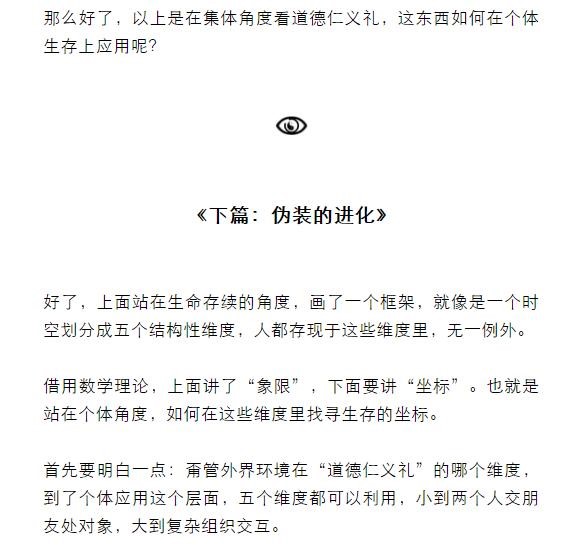 那么好了，以上是在集体角度看道德仁义礼，这东西如何在个体
生存上应用呢？
《下篇：伪装的进化》
好了，上面站在生命存续的角度，画了一个框架，就像是一个时
空划分成五个结构性维度，人都存现于这些维度里，无一例外。
借用数学理论，上面讲了“象限”，下面要讲“坐标”。也就是
站在个体角度，如何在这些维度里找寻生存的坐标。
首先要明白一点：甭管外界环境在“道德仁义礼”的哪个维度，
到了个体应用这个层面，五个维度都可以利用，小到两个人交朋
友处对象，大到复杂组织交互。